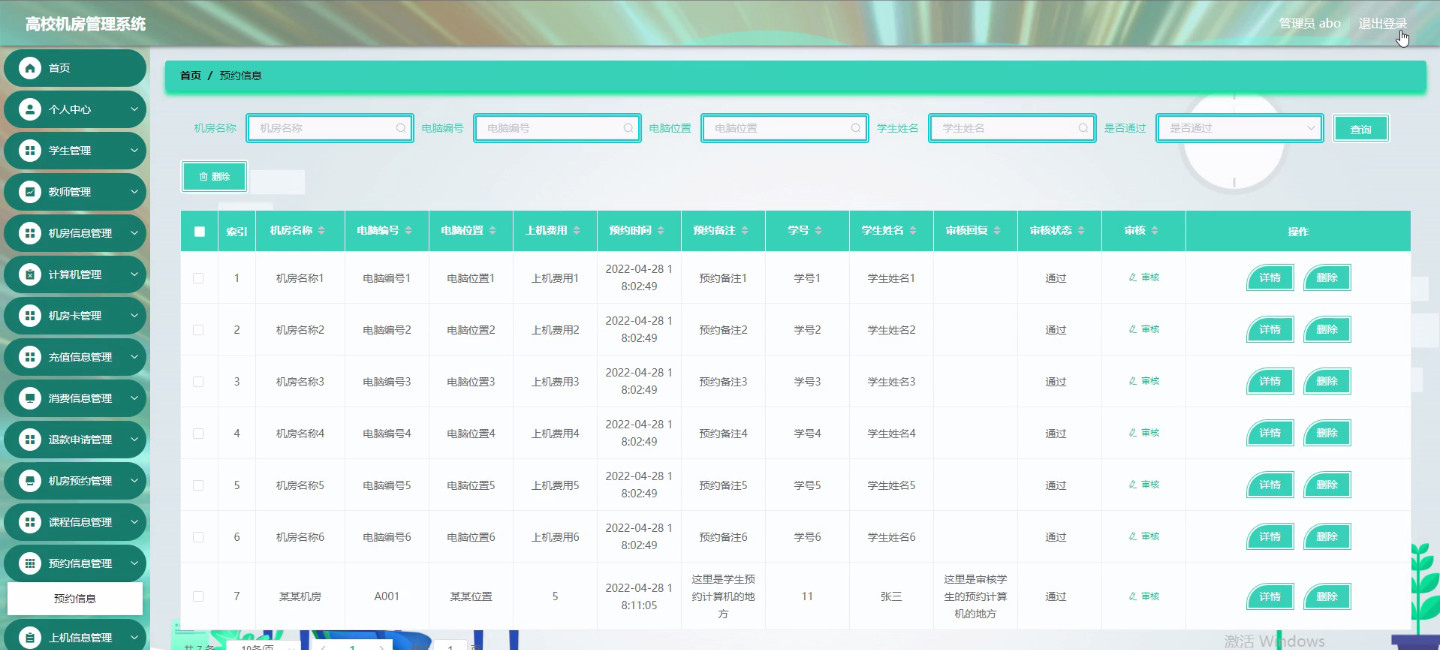 高校机房管理系统
管理员 abo 退出登录
首页
个人中心
学生管理
教师管理
机房信息管理
计算机管理
机房卡管理
充值信息管理
消费信息管理
退款申请管理
机房预约管理
课程信息管理
预约信息管理
预约信息
上机信息管理
首页 / 预约信息
机房名称 机房名称 电脑编号 电脑编号 电脑位置 电脑位置 学生姓名 学生姓名 是否通过 是否通过 查询
删除
索引 机房名称 电脑编号 电脑位置 上机费用 预约时间 预约备注 学号 学生姓名 审核回复 审核状态 审核 操作
1 机房名称1 电脑编号1 电脑位置1 上机费用1 2022-04-28 1 预约备注1 学号1 学生姓名1 通过 审核 详情 删除
8:02:49
2 机房名称2 电脑编号2 电脑位置2 上机费用2 2022-04-28 1 预约备注2 学号2 学生姓名2 通过 审核 详情 删除
8:02:49
3 机房名称3 电脑编号3 电脑位置3 上机费用3 2022-04-28 1 预约备注3 学号3 学生姓名3 通过 审核 详情 删除
8:02:49
4 机房名称4 电脑编号4 电脑位置4 上机费用4 2022-04-28 1 预约备注4 学号4 学生姓名4 通过 审核 详情 删除
8:02:49
5 机房名称5 电脑编号5 电脑位置5 上机费用5 2022-04-28 1 预约备注5 学号5 学生姓名5 通过 审核 详情 删除
8:02:49
6 机房名称6 电脑编号6 电脑位置6 上机费用6 2022-04-28 1 预约备注6 学号6 学生姓名6 通过 审核 详情 删除
8:02:49
7 某某机房 A001 某某位置 5 2022-04-28 1 这里是学生预 11 张三 这里是审核学 通过 审核 详情 删除
8:11:05 约计算机的地 生的预约计算
方 机的地方
共 7 条 10条/页 1 1 页
激活 Windows